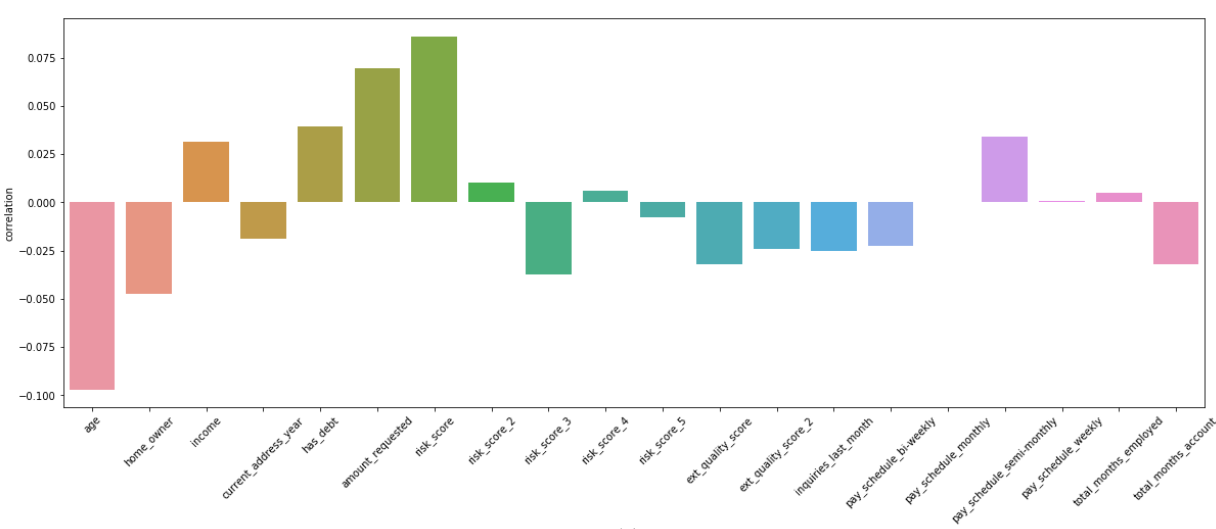 0.075
0.050
0.025
0.000
−0.025
−0.050
−0.075
−0.100
correlation
age
home_owner
income
current_address_year
has_debt
amount_requested
risk_score
risk_score_2
risk_score_3
risk_score_4
risk_score_5
ext_quality_score
ext_quality_score_2
inquiries_last_month
pay_schedule_bi-weekly
pay_schedule_monthly
pay_schedule_semi-monthly
pay_schedule_weekly
total_months_employed
total_months_account